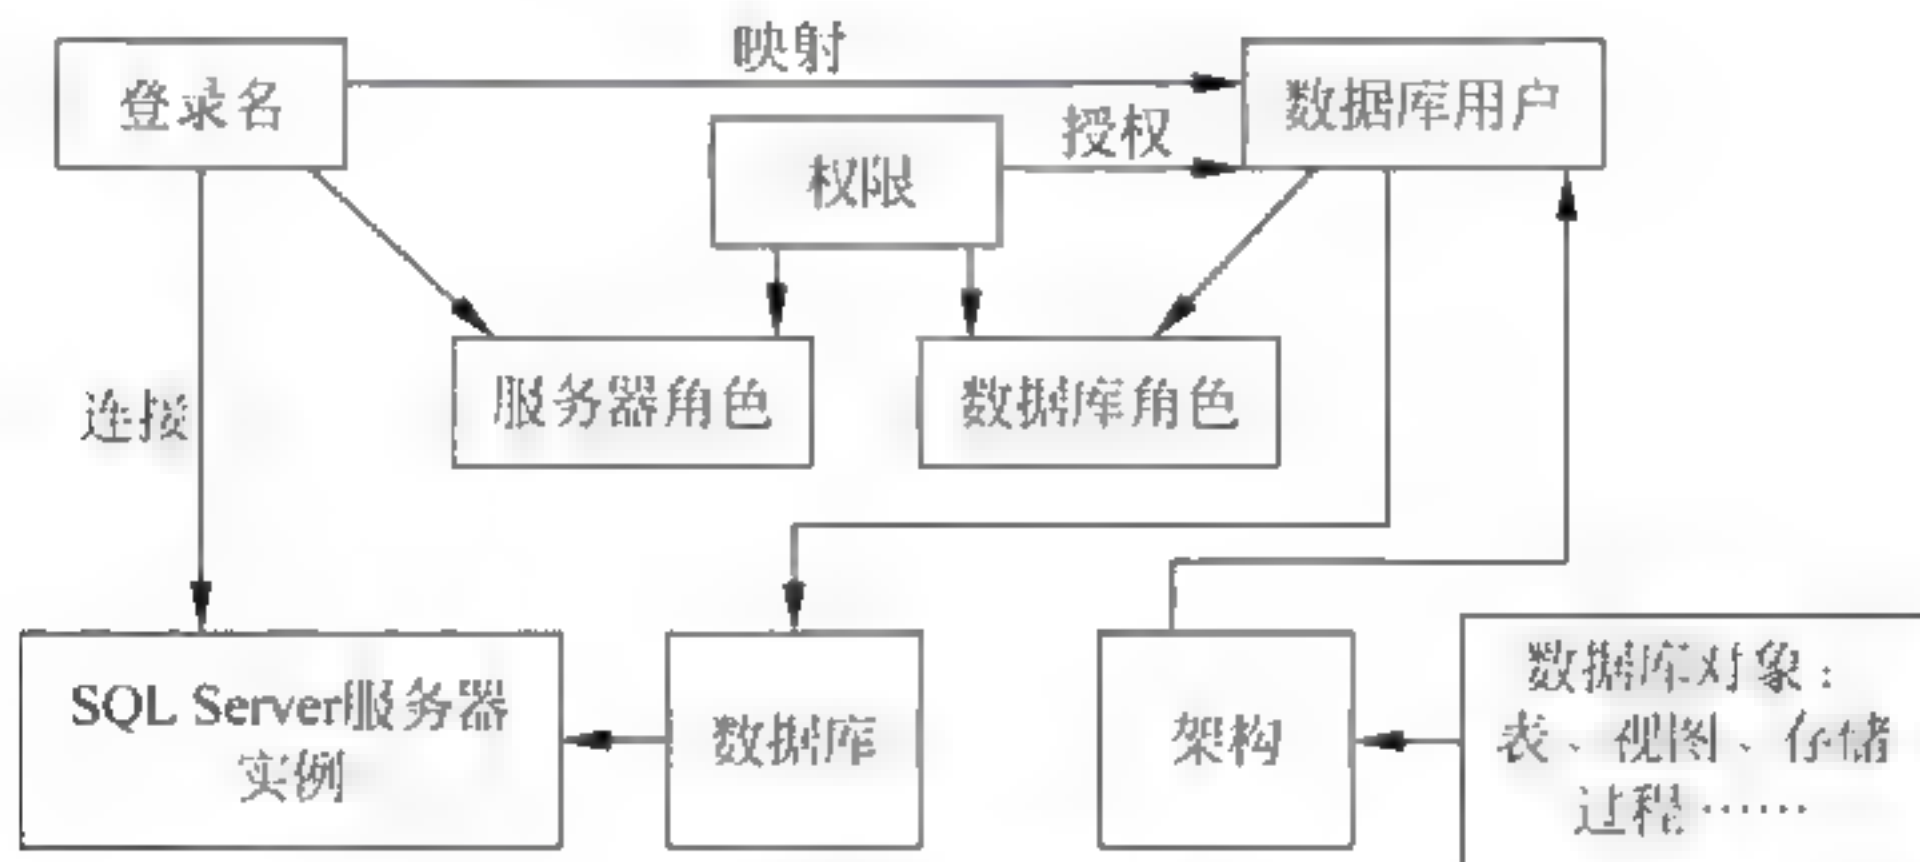 映射
登录名
数据库用户
授权
权限
服务器角色
数据库角色
连接
SQL Server服务器
实例
数据库
架构
数据库对象：
表、视图、存储
过程……